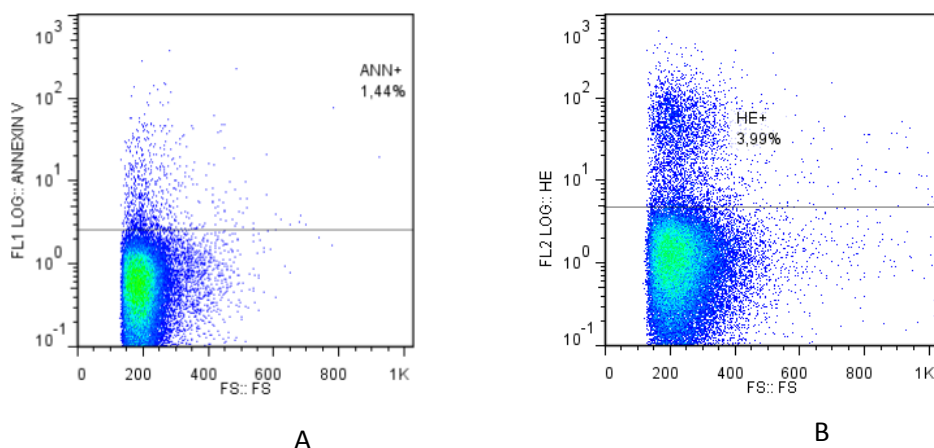 10³
10²
10¹
10⁰
10⁻¹
FL1 LOG:: ANNEXIN V
ANN+
1,44%
0
200
400
600
800
1K
FS:: FS
A
10³
10²
10¹
10⁰
10⁻¹
FL2 LOG:: HE
HE+
3,99%
0
200
400
600
800
1K
FS:: FS
B